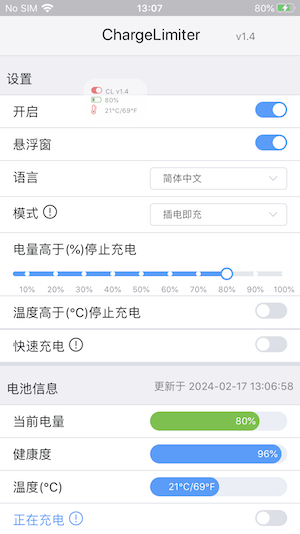 No SIM 13:07 80%
ChargeLimiter v1.4
设置
CL v1.4
80%
21°C/69°F
开启
悬浮窗
语言 简体中文
模式 插电即充
电量高于(%)停止充电
10% 20% 30% 40% 50% 60% 70% 80% 90% 100%
温度高于(°C)停止充电
快速充电
电池信息 更新于 2024-02-17 13:06:58
当前电量 80%
健康度 96%
温度(°C) 21°C/69°F
正在充电